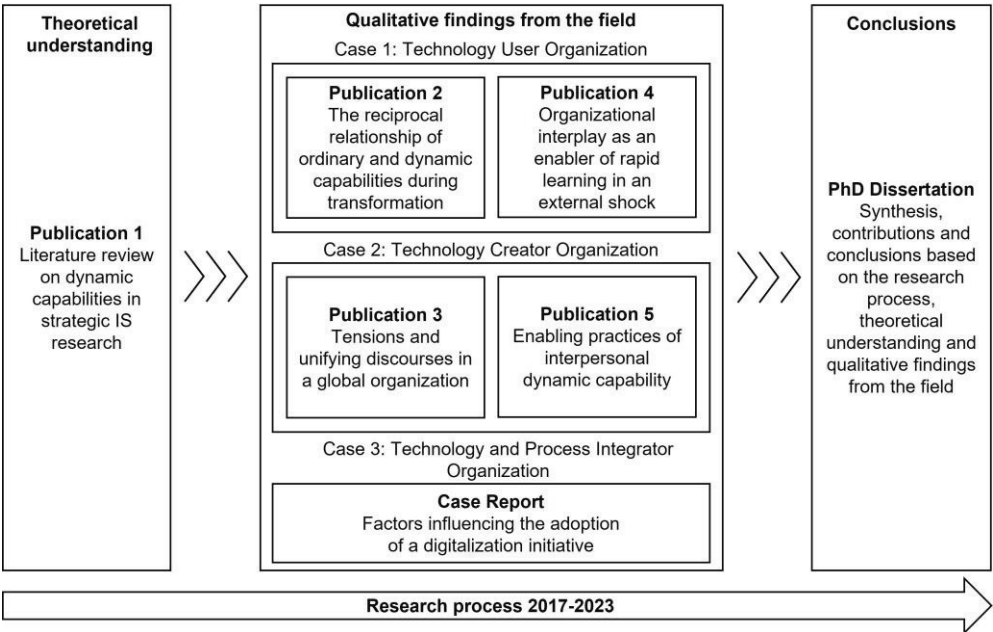 Theoretical
understanding
Publication 1
Literature review
on dynamic
capabilities in
strategic IS
research
Qualitative findings from the field
Case 1: Technology User Organization
Publication 2
The reciprocal
relationship of
ordinary and dynamic
capabilities during
transformation
Publication 4
Organizational
interplay as an
enabler of rapid
learning in an
external shock
Case 2: Technology Creator Organization
Publication 3
Tensions and
unifying discourses in
a global organization
Publication 5
Enabling practices of
interpersonal
dynamic capability
Case 3: Technology and Process Integrator
Organization
Case Report
Factors influencing the adoption
of a digitalization initiative
Conclusions
PhD Dissertation
Synthesis,
contributions and
conclusions based
on the research
process,
theoretical
understanding and
qualitative findings
from the field
Research process 2017-2023